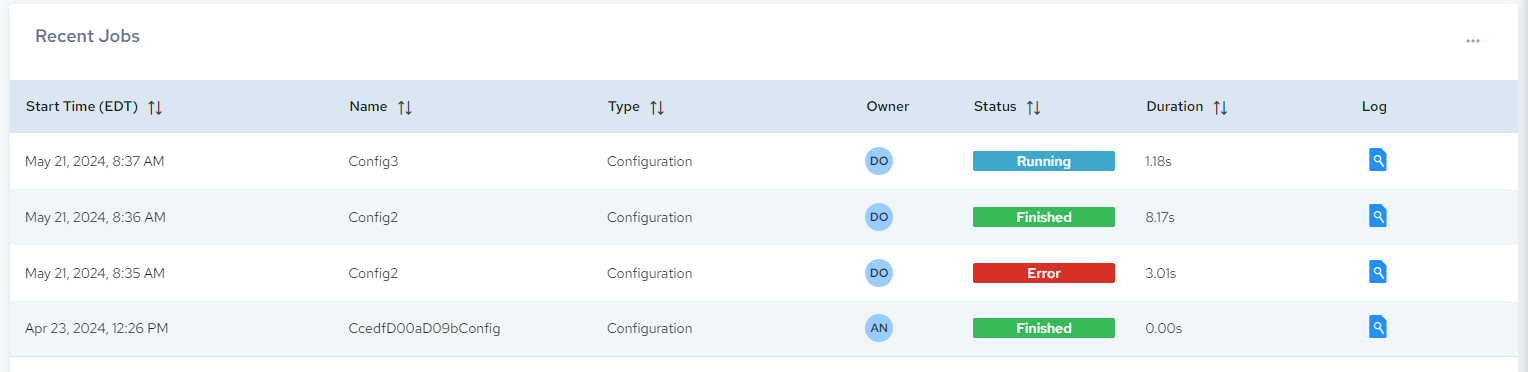 Recent Jobs
Start Time (EDT) Name Type Owner Status Duration Log
May 21, 2024, 8:37 AM Config3 Configuration DO Running 1.18s
May 21, 2024, 8:36 AM Config2 Configuration DO Finished 8.17s
May 21, 2024, 8:35 AM Config2 Configuration DO Error 3.01s
Apr 23, 2024, 12:26 PM CcedfD00aD09bConfig Configuration AN Finished 0.00s